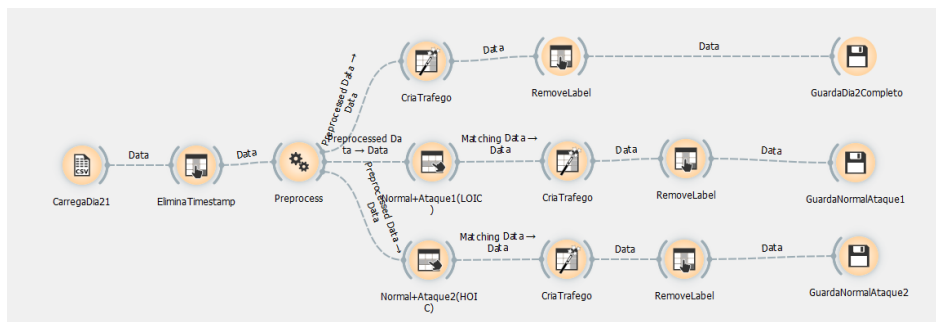 Data
Data
CriaTrafego
RemoveLabel
GuardaDia2Completo
Preprocessed Data →
Data
CSV
Data
Data
Preprocessed Da
ta → Data
Matching Data →
Data
Data
Data
CarregaDia21
EliminaTimestamp
Preprocess
Normal+Ataque1(LOIC
)
CriaTrafego
RemoveLabel
GuardaNormalAtaque1
Preprocessed Data →
Data
Matching Data →
Data
Data
Data
Normal+Ataque2(HOI
C)
CriaTrafego
RemoveLabel
GuardaNormalAtaque2